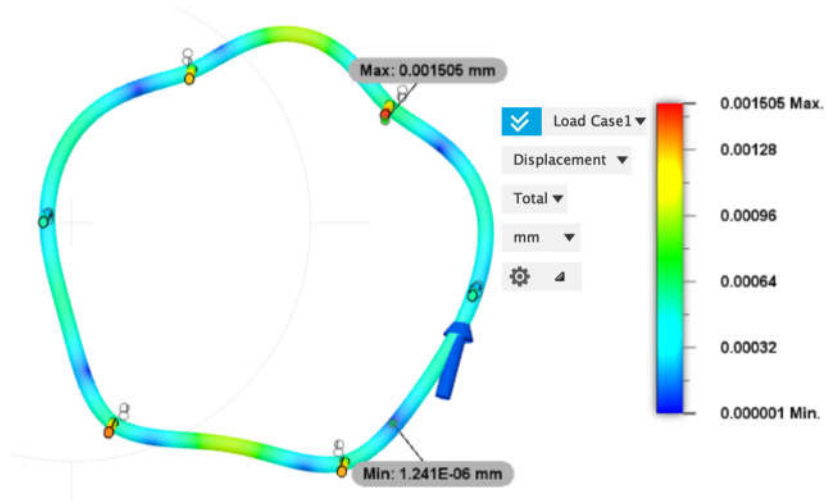 Max: 0.001505 mm
Load Case1
Displacement
Total
mm
0.001505 Max.
0.00128
0.00096
0.00064
0.00032
0.000001 Min.
Min: 1.241E-06 mm